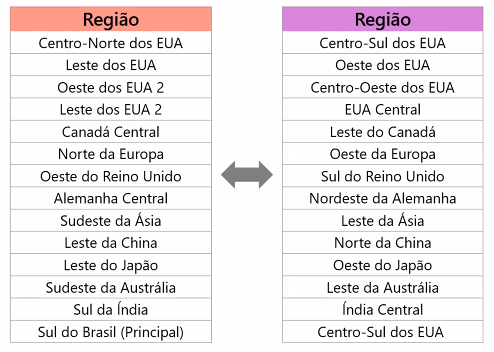 Região Região
Centro-Norte dos EUA Centro-Sul dos EUA
Leste dos EUA Oeste dos EUA
Oeste dos EUA 2 Centro-Oeste dos EUA
Leste dos EUA 2 EUA Central
Canadá Central Leste do Canadá
Norte da Europa Oeste da Europa
Oeste do Reino Unido Sul do Reino Unido
Alemanha Central Nordeste da Alemanha
Sudeste da Ásia Leste da Ásia
Leste da China Norte da China
Leste do Japão Oeste do Japão
Sudeste da Austrália Leste da Austrália
Sul da Índia Índia Central
Sul do Brasil (Principal) Centro-Sul dos EUA